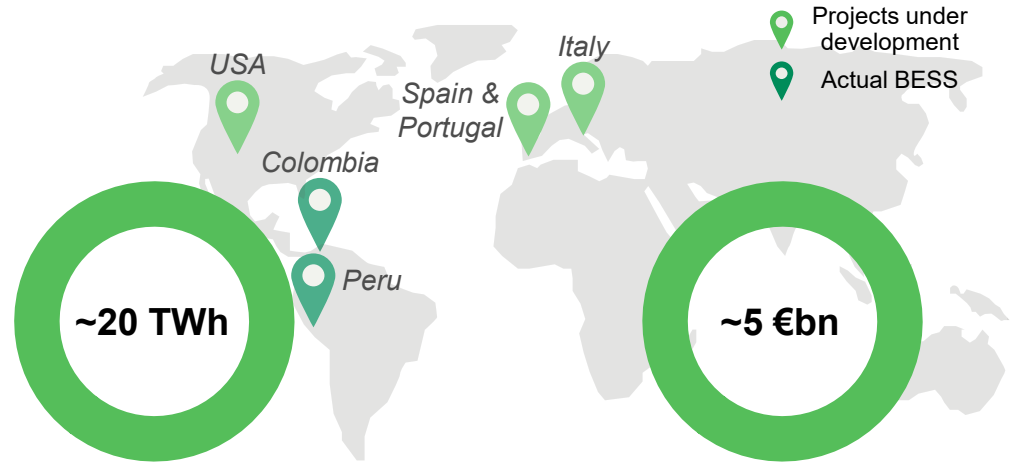 Projects under
development
Actual BESS
USA
Italy
Spain &
Portugal
Colombia
Peru
~20 TWh
~5 €bn